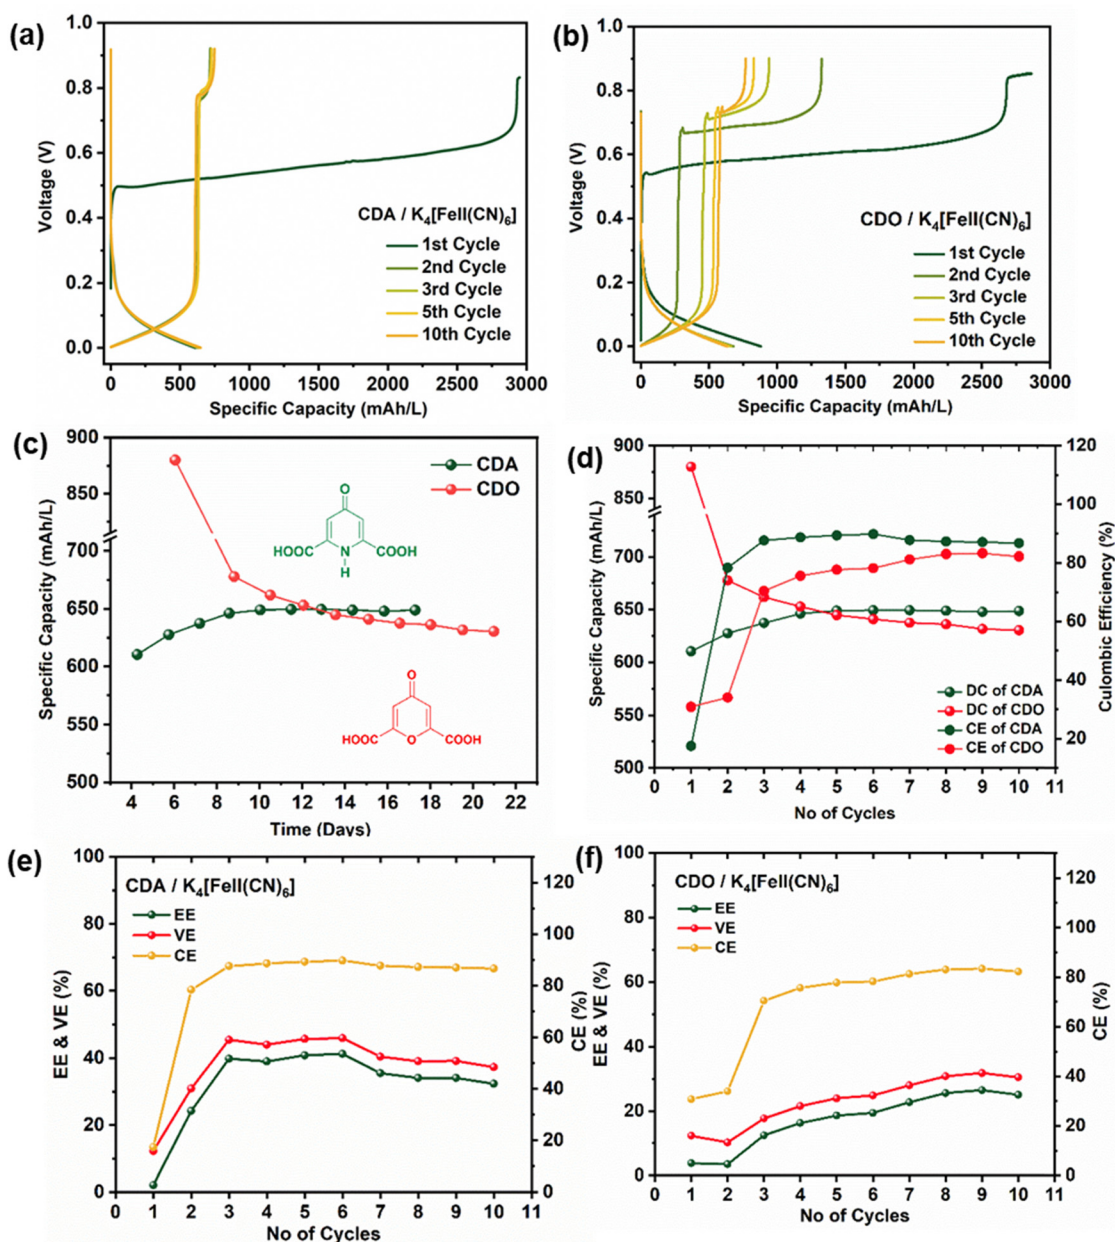 (a)
1.0
0.8
0.6
0.4
0.2
0.0
Voltage (V)
CDA / K₄[FeII(CN)₆]
1st Cycle
2nd Cycle
3rd Cycle
5th Cycle
10th Cycle
0 500 1000 1500 2000 2500 3000
Specific Capacity (mAh/L)
(b)
1.0
0.8
0.6
0.4
0.2
0.0
Voltage (V)
CDO / K₄[FeII(CN)₆]
1st Cycle
2nd Cycle
3rd Cycle
5th Cycle
10th Cycle
0 500 1000 1500 2000 2500 3000
Specific Capacity (mAh/L)
(c)
900
850
700
650
600
550
500
Specific Capacity (mAh/L)
CDA
CDO
O
HOOC N COOH
H
O
HOOC O COOH
4 6 8 10 12 14 16 18 20 22
Time (Days)
(d)
900
850
700
650
600
550
500
Specific Capacity (mAh/L)
120
100
80
60
40
20
Culombic Efficiency (%)
DC of CDA
DC of CDO
CE of CDA
CE of CDO
0 1 2 3 4 5 6 7 8 9 10 11
No of Cycles
(e)
100
80
60
40
20
0
EE & VE (%)
CDA / K₄[FeII(CN)₆]
EE
VE
CE
120
100
80
60
40
20
0
CE (%)
0 1 2 3 4 5 6 7 8 9 10 11
No of Cycles
(f)
100
80
60
40
20
0
EE & VE (%)
CDO / K₄[FeII(CN)₆]
EE
VE
CE
120
100
80
60
40
20
0
CE (%)
0 1 2 3 4 5 6 7 8 9 10 11
No of Cycles